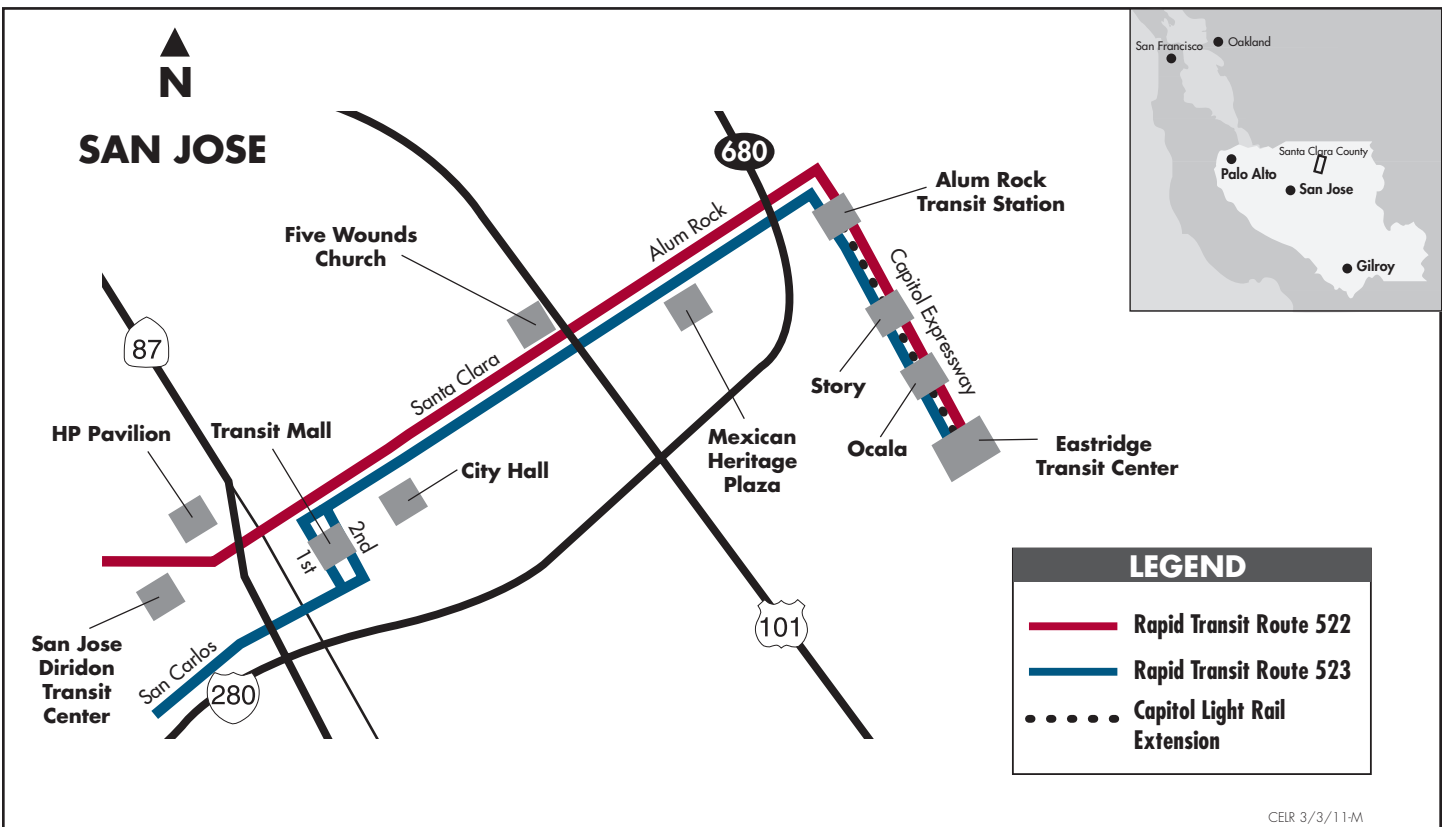 N
SAN JOSE
San Francisco
Oakland
Santa Clara County
Palo Alto
San Jose
Gilroy
680
Alum Rock
Transit Station
Five Wounds
Church
Alum Rock
Capitol Expressway
87
Santa Clara
Story
HP Pavilion
Transit Mall
Mexican
Heritage
Plaza
Ocala
Eastridge
Transit Center
City Hall
2nd
1st
San Jose
Diridon
Transit
Center
San Carlos
280
101
LEGEND
Rapid Transit Route 522
Rapid Transit Route 523
Capitol Light Rail
Extension
CELR 3/3/11-M